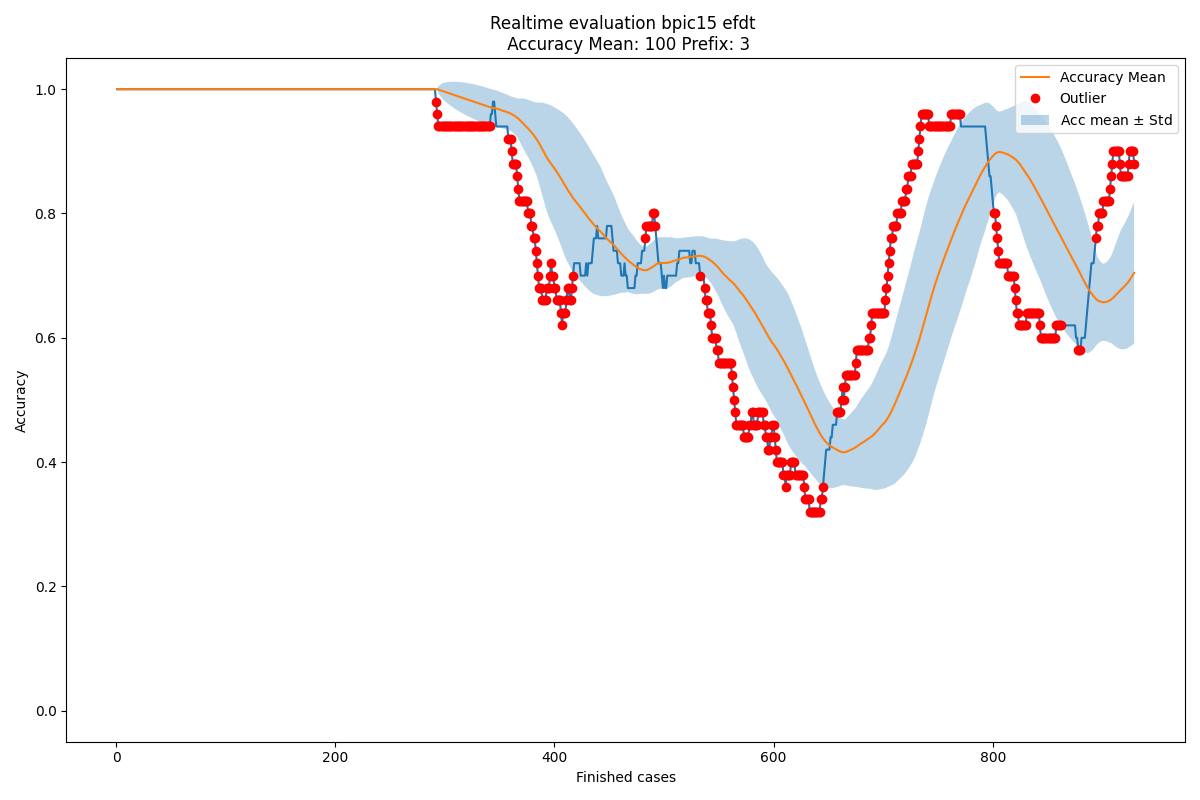 Realtime evaluation bpic15 efdt
Accuracy Mean: 100 Prefix: 3
Accuracy Mean
Outlier
Acc mean ± Std
Accuracy
1.0
0.8
0.6
0.4
0.2
0.0
0
200
400
600
800
Finished cases